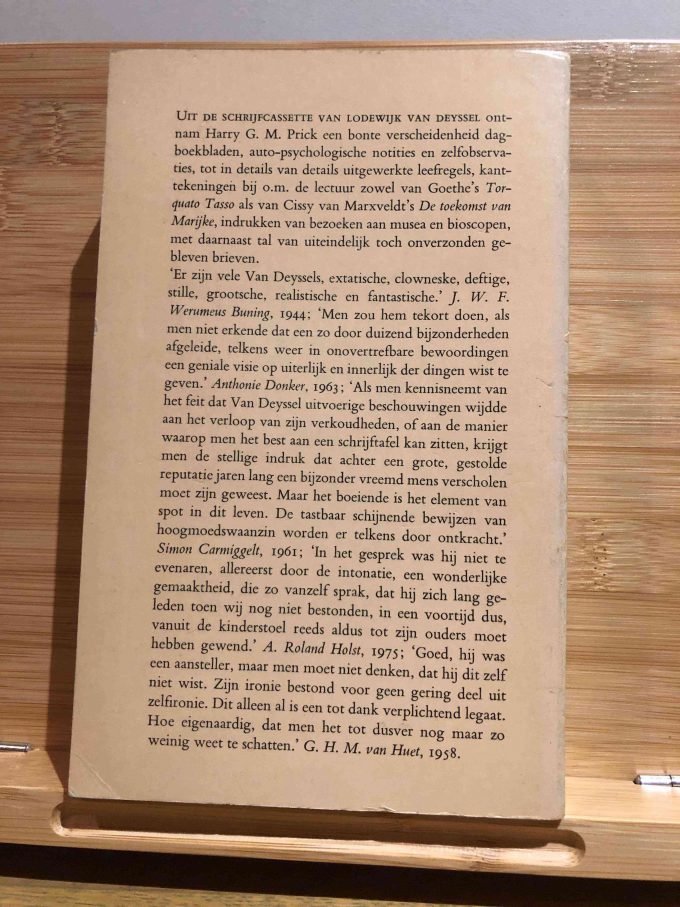 UIT DE SCHRIJFCASSETTE VAN LODEWIJK VAN DEYSSEL ont-
nam Harry G. M. Prick een bonte verscheidenheid dag-
boekbladen, auto-psychologische notities en zelfobserva-
ties, tot in details van details uitgewerkte leefregels, kant-
tekeningen bij o.m. de lectuur zowel van Goethe's Tor-
quato Tasso als van Cissy van Marxveldt's De toekomst van
Marijke, indrukken van bezoeken aan musea en bioscopen,
met daarnaast tal van uiteindelijk toch onverzonden ge-
bleven brieven.
'Er zijn vele Van Deyssels, extatische, clowneske, deftige,
stille, grootsche, realistische en fantastische.' J. W. F.
Werumeus Buning, 1944; 'Men zou hem tekort doen, als
men niet erkende dat een zo door duizend bijzonderheden
afgeleide, telkens weer in onovertrefbare bewoordingen
een geniale visie op uiterlijk en innerlijk der dingen wist te
geven.' Anthonie Donker, 1963; 'Als men kennisneemt van
het feit dat Van Deyssel uitvoerige beschouwingen wijdde
aan het verloop van zijn verkoudheden, of aan de manier
waarop men het best aan een schrijftafel kan zitten, krijgt
men de stellige indruk dat achter een grote, gestolde
reputatie jaren lang een bijzonder vreemd mens verscholen
moet zijn geweest. Maar het boeiende is het element van
spot in dit leven. De tastbaar schijnende bewijzen van
hoogmoedswaanzin worden er telkens door ontkracht.'
Simon Carmiggelt, 1961; 'In het gesprek was hij niet te
evenaren, allereerst door de intonatie, een wonderlijke
gemaaktheid, die zo vanzelf sprak, dat hij zich lang ge-
leden toen wij nog niet bestonden, in een voortijd dus,
vanuit de kinderstoel reeds aldus tot zijn ouders moet
hebben gewend.' A. Roland Holst, 1975; 'Goed, hij was
een aansteller, maar men moet niet denken, dat hij dit zelf
niet wist. Zijn ironie bestond voor geen gering deel uit
zelfironie. Dit alleen al is een tot dank verplichtend legaat.
Hoe eigenaardig, dat men het tot dusver nog maar zo
weinig weet te schatten.' G. H. M. van Huet, 1958.